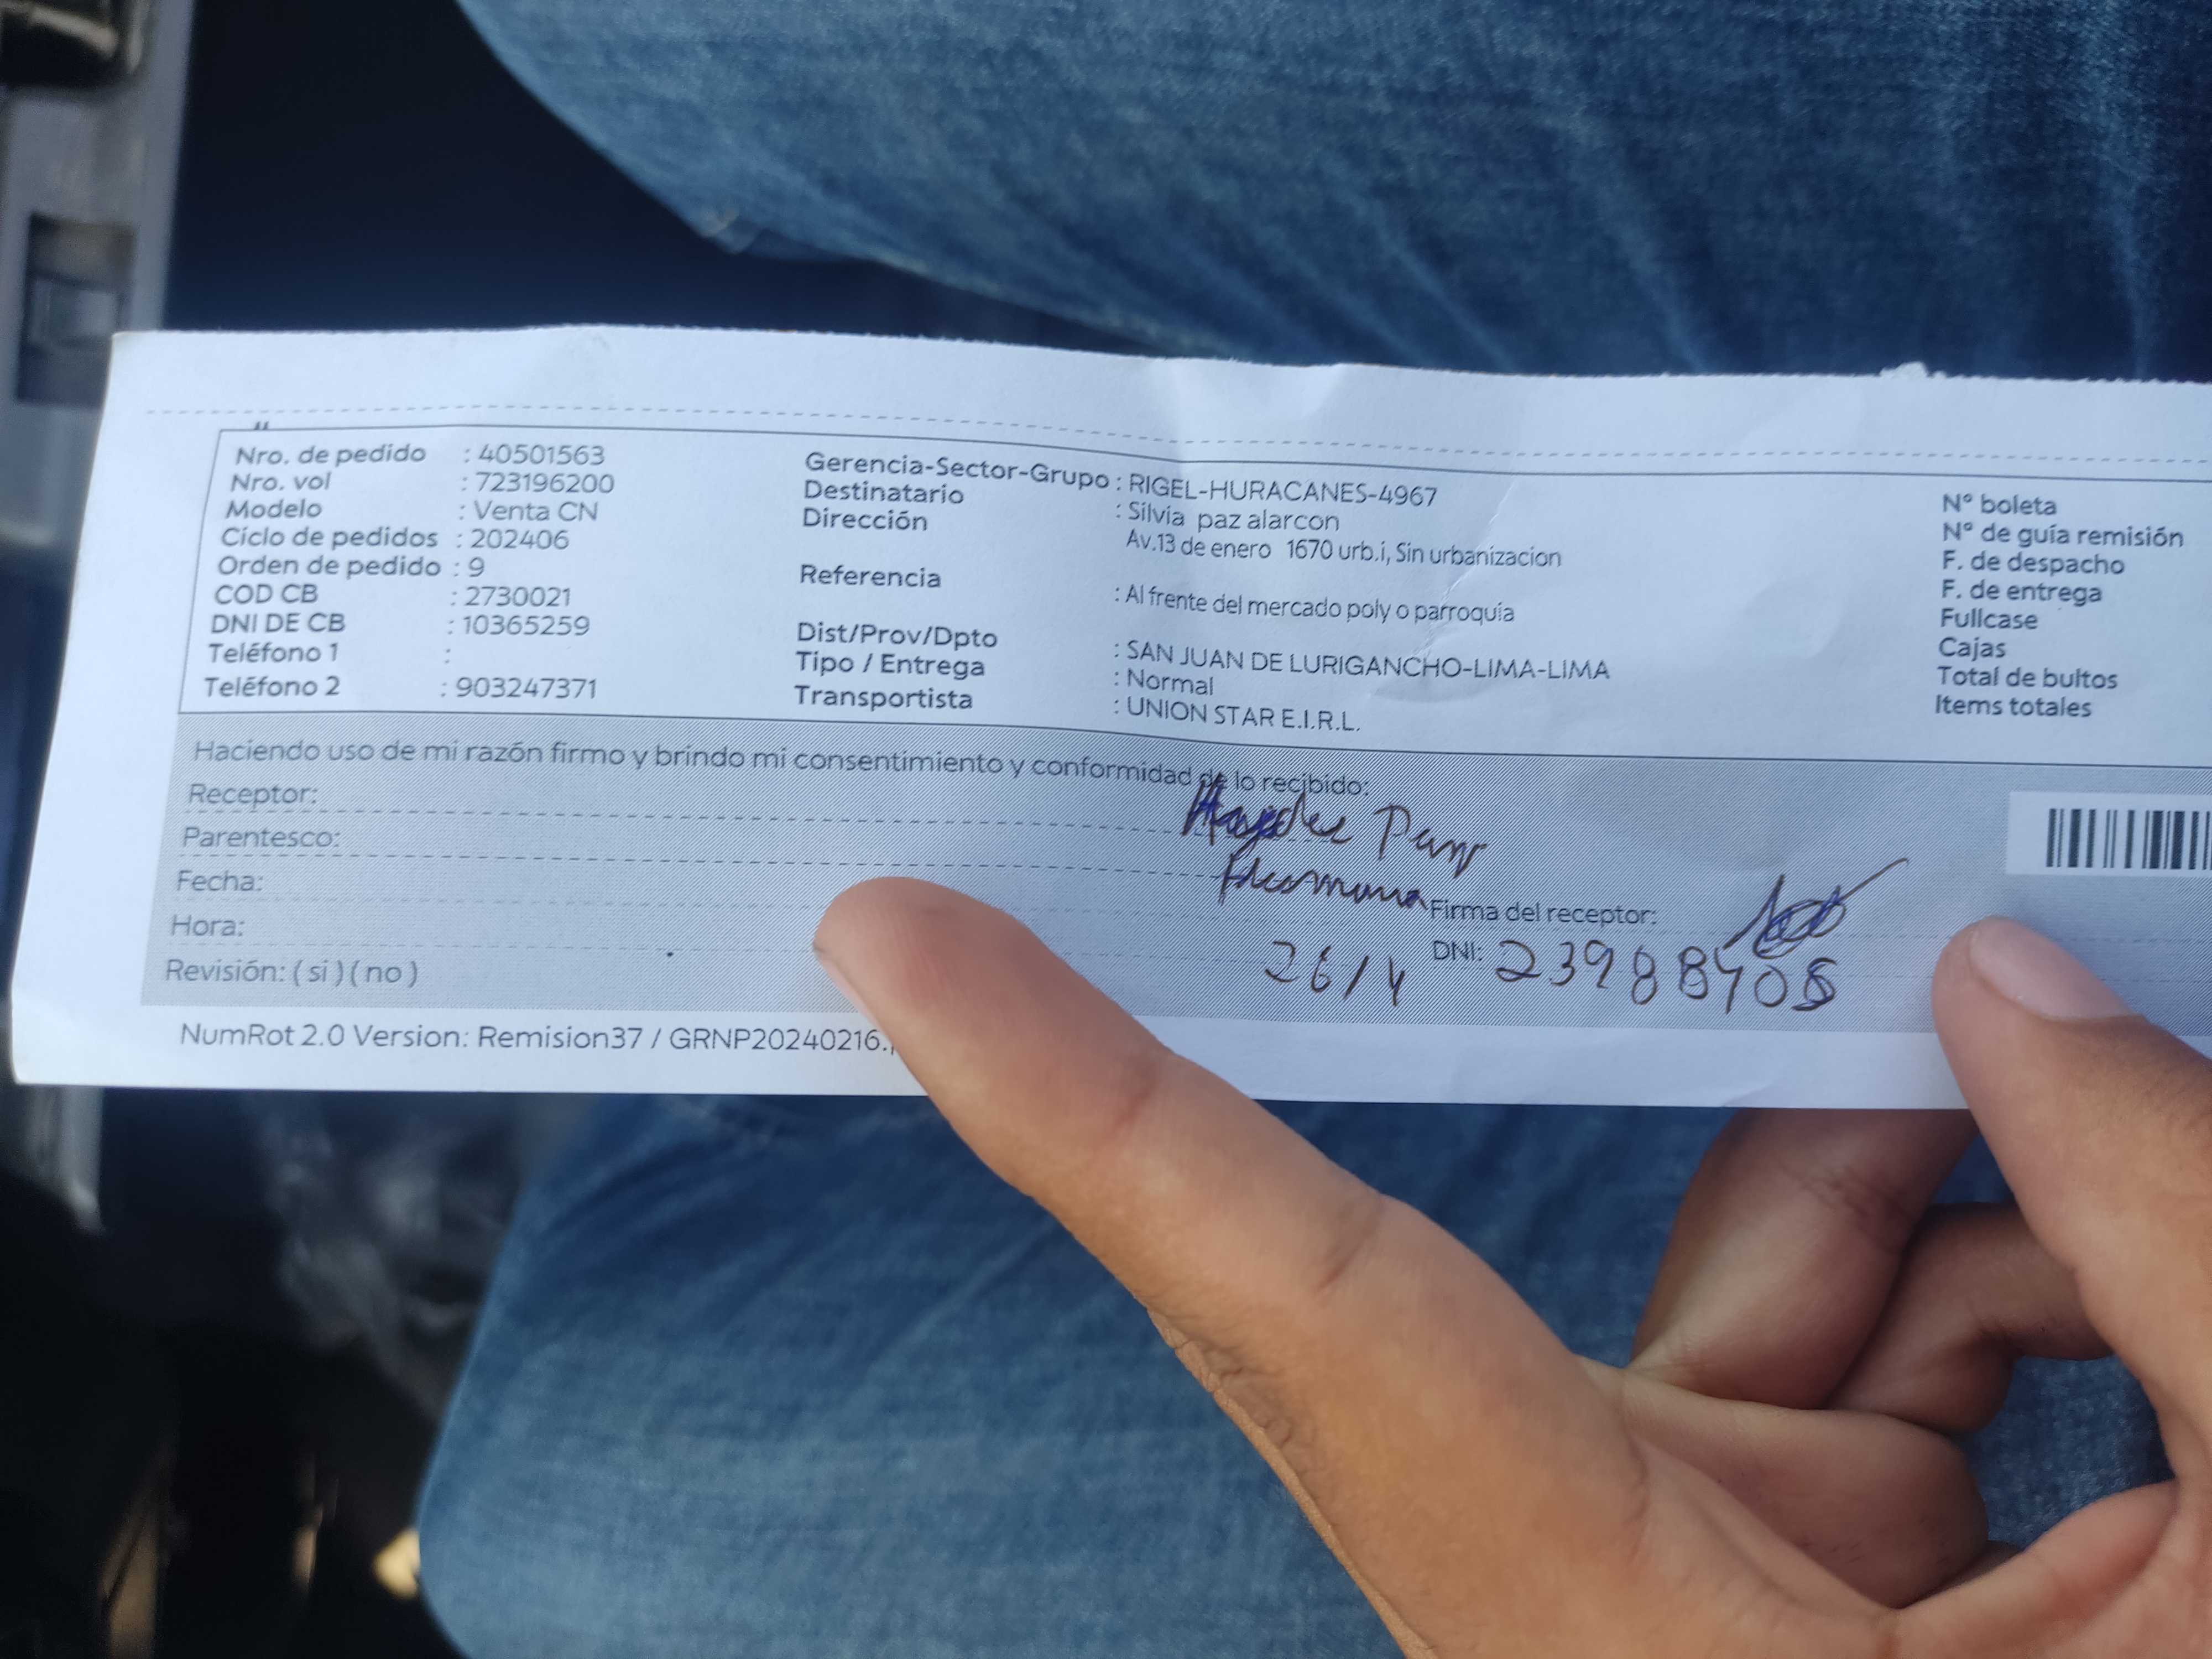 Nro. de pedido : 40501563
Nro. vol : 723196200
Modelo : Venta CN
Ciclo de pedidos : 202406
Orden de pedido : 9
COD CB : 2730021
DNI DE CB : 10365259
Teléfono 1 :
Teléfono 2 : 903247371
Gerencia-Sector-Grupo : RIGEL-HURACANES-4967
Destinatario : Silvia paz alarcon
Dirección Av.13 de enero 1670 urb.i, Sin urbanizacion
Referencia : Al frente del mercado poly o parroquia
Dist/Prov/Dpto : SAN JUAN DE LURIGANCHO-LIMA-LIMA
Tipo / Entrega : Normal
Transportista : UNION STAR E.I.R.L.
N° boleta
N° de guía remisión
F. de despacho
F. de entrega
Fullcase
Cajas
Total de bultos
Items totales
Haciendo uso de mi razón firmo y brindo mi consentimiento y conformidad de lo recibido:
Receptor:
Parentesco:
Fecha:
Hora: 26/4
Revisión: ( si ) ( no )
Firma del receptor:
DNI: 23988408
NumRot 2.0 Version: Remision37 / GRNP20240216.